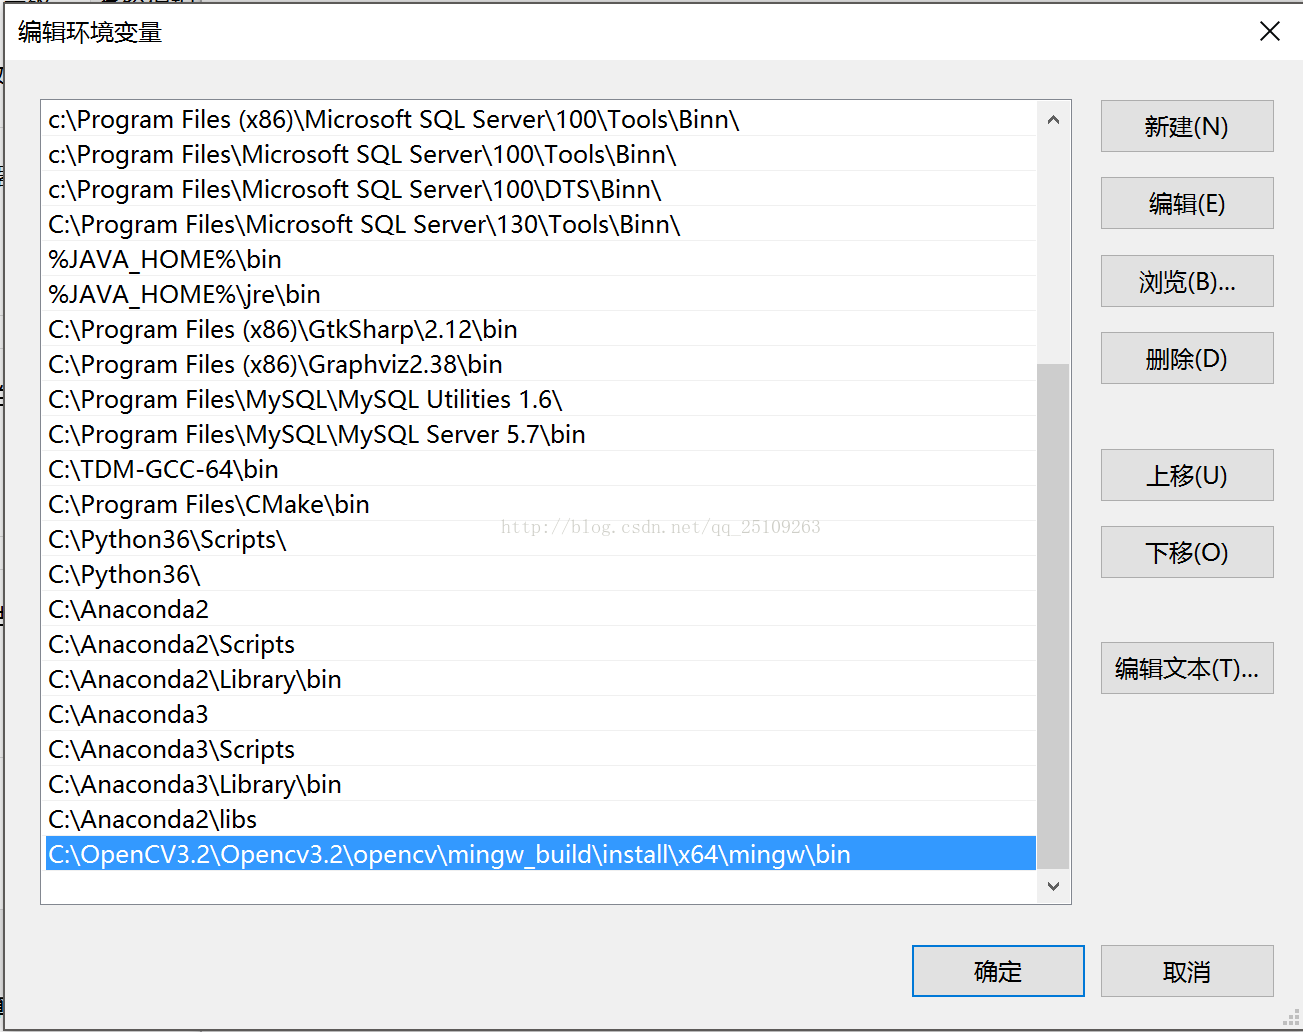 编辑环境变量
c:\Program Files (x86)\Microsoft SQL Server\100\Tools\Binn\
c:\Program Files\Microsoft SQL Server\100\Tools\Binn\
c:\Program Files\Microsoft SQL Server\100\DTS\Binn\
C:\Program Files\Microsoft SQL Server\130\Tools\Binn\
%JAVA_HOME%\bin
%JAVA_HOME%\jre\bin
C:\Program Files (x86)\GtkSharp\2.12\bin
C:\Program Files (x86)\Graphviz2.38\bin
C:\Program Files\MySQL\MySQL Utilities 1.6\
C:\Program Files\MySQL\MySQL Server 5.7\bin
C:\TDM-GCC-64\bin
C:\Program Files\CMake\bin
http://blog.csdn.net/qq_25109263
C:\Python36\Scripts\
C:\Python36\
C:\Anaconda2
C:\Anaconda2\Scripts
C:\Anaconda2\Library\bin
C:\Anaconda3
C:\Anaconda3\Scripts
C:\Anaconda3\Library\bin
C:\Anaconda2\libs
C:\OpenCV3.2\Opencv3.2\opencv\mingw_build\install\x64\mingw\bin
新建(N)
编辑(E)
浏览(B)...
删除(D)
上移(U)
下移(O)
编辑文本(T)...
确定
取消